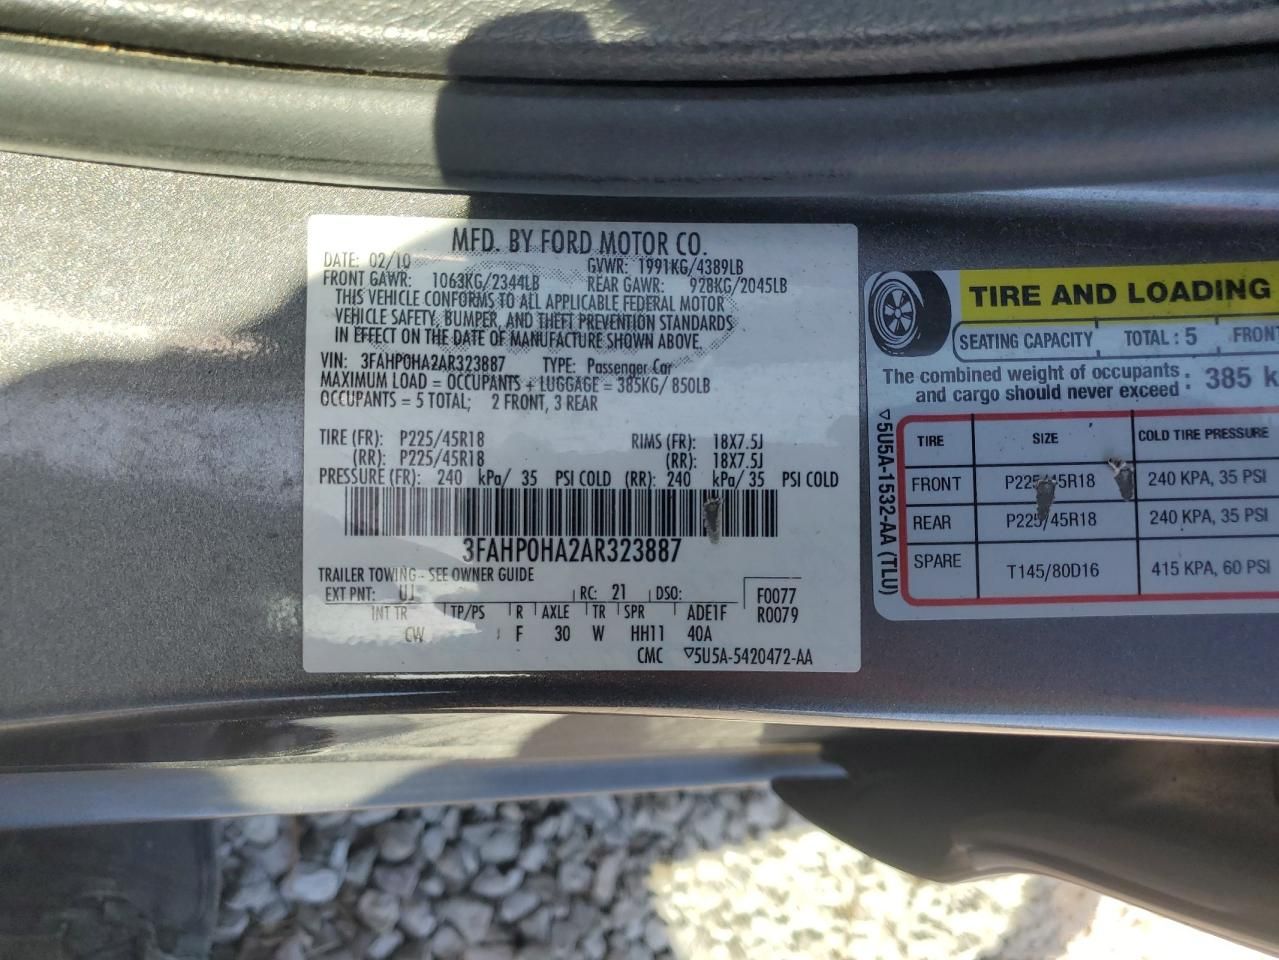 MFD. BY FORD MOTOR CO.
DATE: 02/10 GVWR: 1991KG/4389LB
FRONT GAWR: 1063KG/2344LB REAR GAWR: 928KG/2045LB
THIS VEHICLE CONFORMS TO ALL APPLICABLE FEDERAL MOTOR
VEHICLE SAFETY, BUMPER, AND THEFT PREVENTION STANDARDS
IN EFFECT ON THE DATE OF MANUFACTURE SHOWN ABOVE.
VIN: 3FAHP0HA2AR323887 TYPE: Passenger Car
MAXIMUM LOAD = OCCUPANTS + LUGGAGE = 385KG/850LB
OCCUPANTS = 5 TOTAL; 2 FRONT, 3 REAR
TIRE (FR): P225/45R18 RIMS (FR): 18X7.5J
(RR): P225/45R18 (RR): 18X7.5J
PRESSURE (FR): 240 kPa/ 35 PSI COLD (RR): 240 kPa/ 35 PSI COLD
3FAHP0HA2AR323887
TRAILER TOWING-- SEE OWNER GUIDE
EXT PNT: UJ RC: 21 DSO: F0077
R0079
INT TR TP/PS R AXLE TR SPR ADE1F
CW F 30 W HH11 40A
CMC ▽5U5A-5420472-AA
TIRE AND LOADING
SEATING CAPACITY TOTAL : 5 FRON
The combined weight of occupants
and cargo should never exceed : 385 k
TIRE SIZE COLD TIRE PRESSURE
FRONT P225/45R18 240 KPA, 35 PSI
REAR P225/45R18 240 KPA, 35 PSI
SPARE T145/80D16 415 KPA, 60 PSI
▽5U5A-1532-AA (TLU)